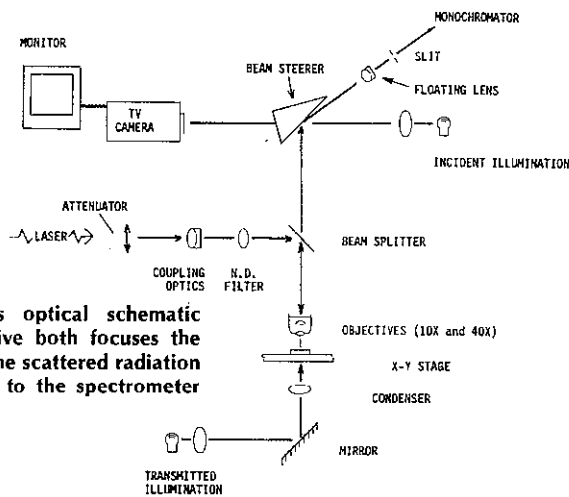 MONOCHROMATOR
MONITOR
SLIT
BEAM STEERER
FLOATING LENS
TV
CAMERA
INCIDENT ILLUMINATION
ATTENUATOR
LASER
BEAM SPLITTER
COUPLING
OPTICS
N.D.
FILTER
s optical schematic
ive both focuses the
ne scattered radiation
to the spectrometer
OBJECTIVES (10X and 40X)
X-Y STAGE
CONDENSER
MIRROR
TRANSMITTED
ILLUMINATION